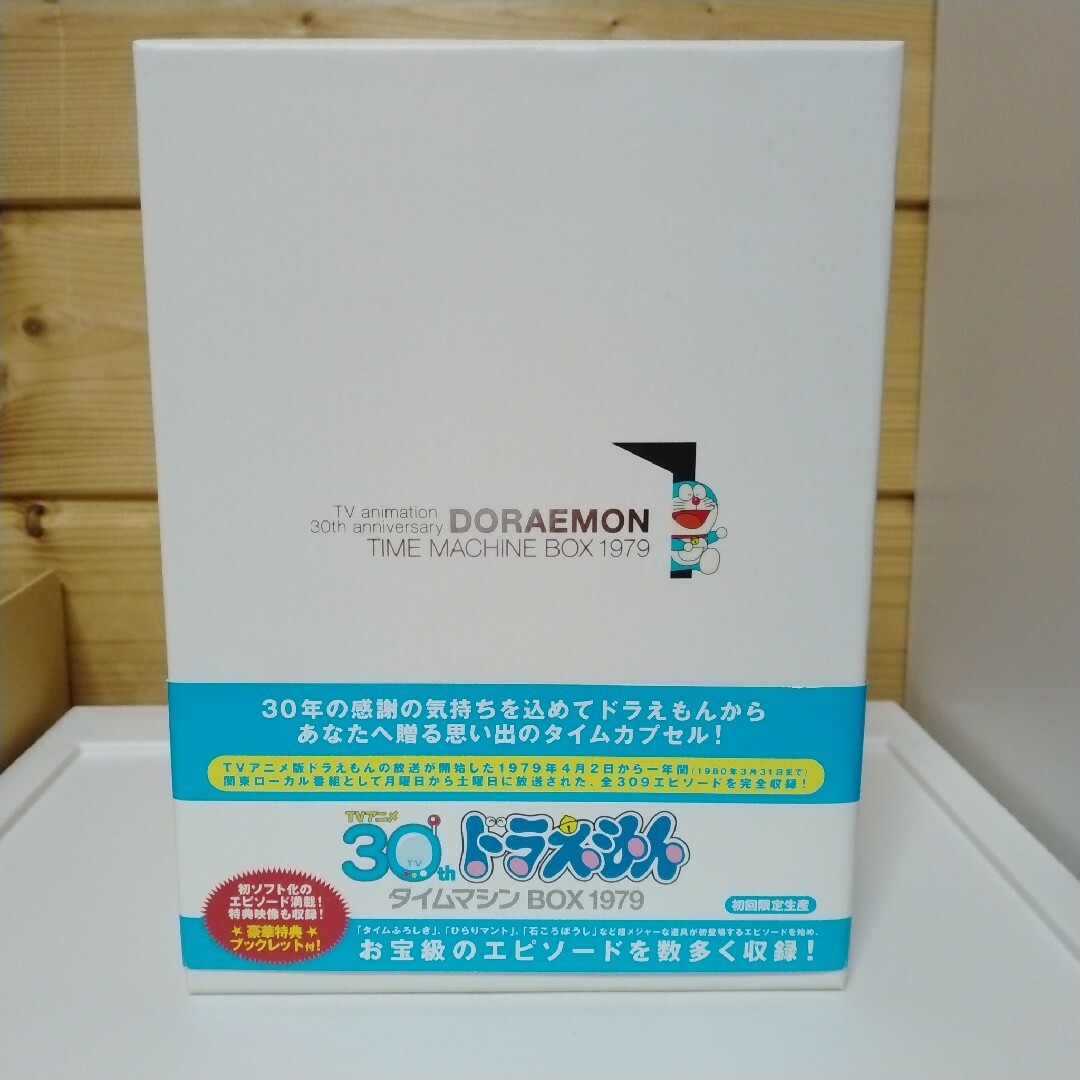 TV animation
30th anniversary DORAEMON
TIME MACHINE BOX 1979
30年の感謝の気持ちを込めてドラえもんから
あなたへ贈る思い出のタイムカプセル!
TVアニメ版ドラえもんの放送が開始した1979年4月2日から一年間(1980年3月31日まで)
関東ローカル番組として月曜日から土曜日に放送された、全309エピソードを完全収録!
TVアニメ
30th ドラえもん
TV
タイムマシン BOX 1979
初回限定生産
初ソフト化の
エピソード満載!
特典映像も収録!
★豪華特典★
ブックレット付!
「タイムふろしき」、「ひらりマント」、「石ころぼうし」など超メジャーな道具が初登場するエピソードを始め、
お宝級のエピソードを数多く収録!